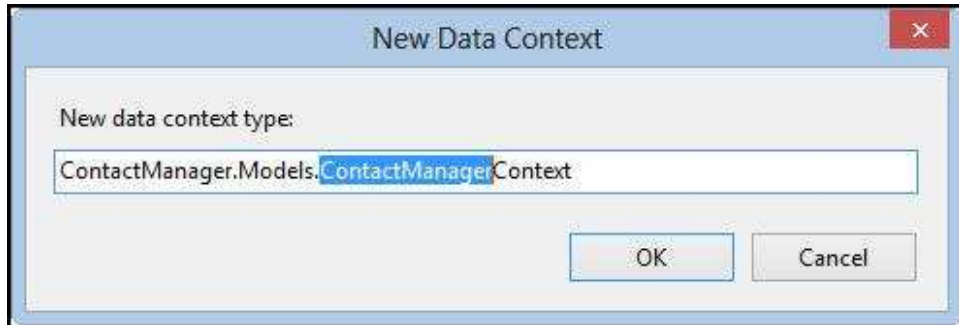 New Data Context
New data context type:
ContactManager.Models.ContactManagerContext
OK
Cancel